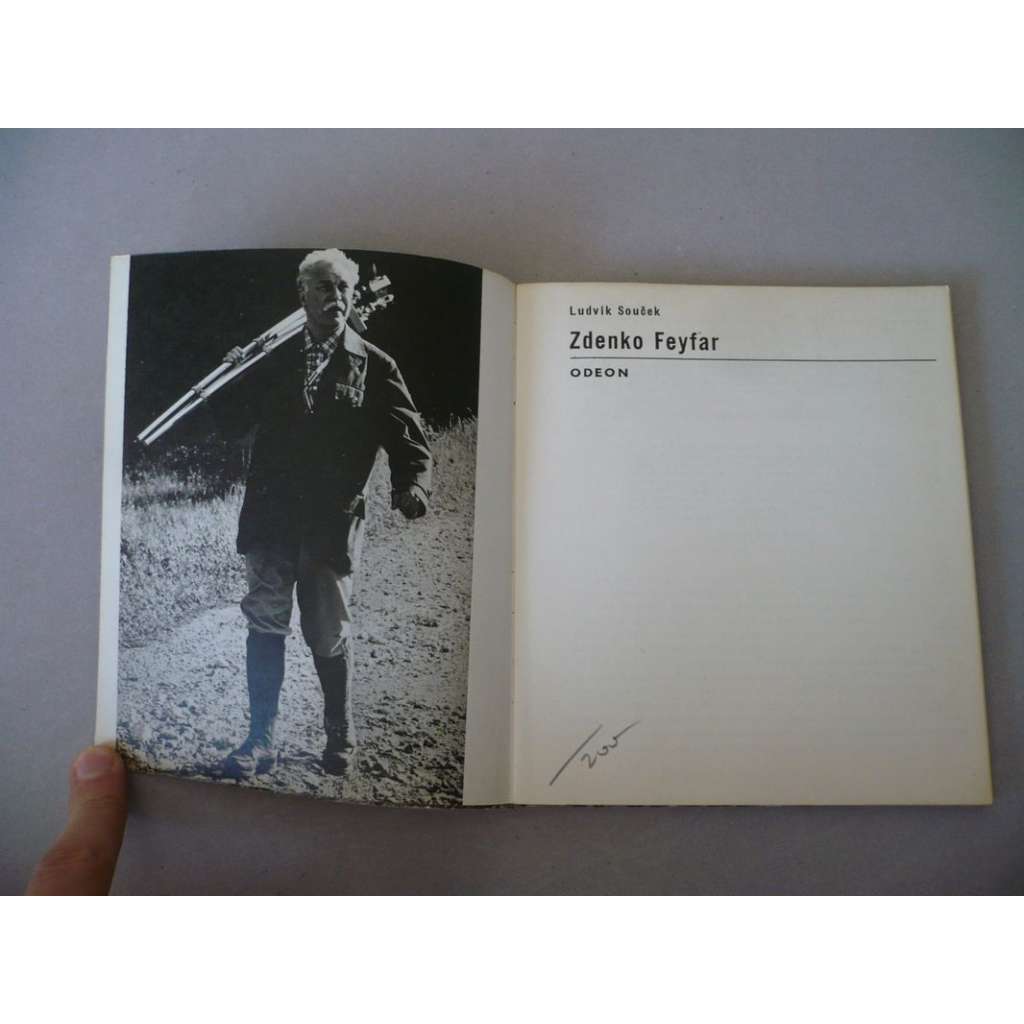 Ludvík Souček
Zdenko Feyfar
ODEON
200